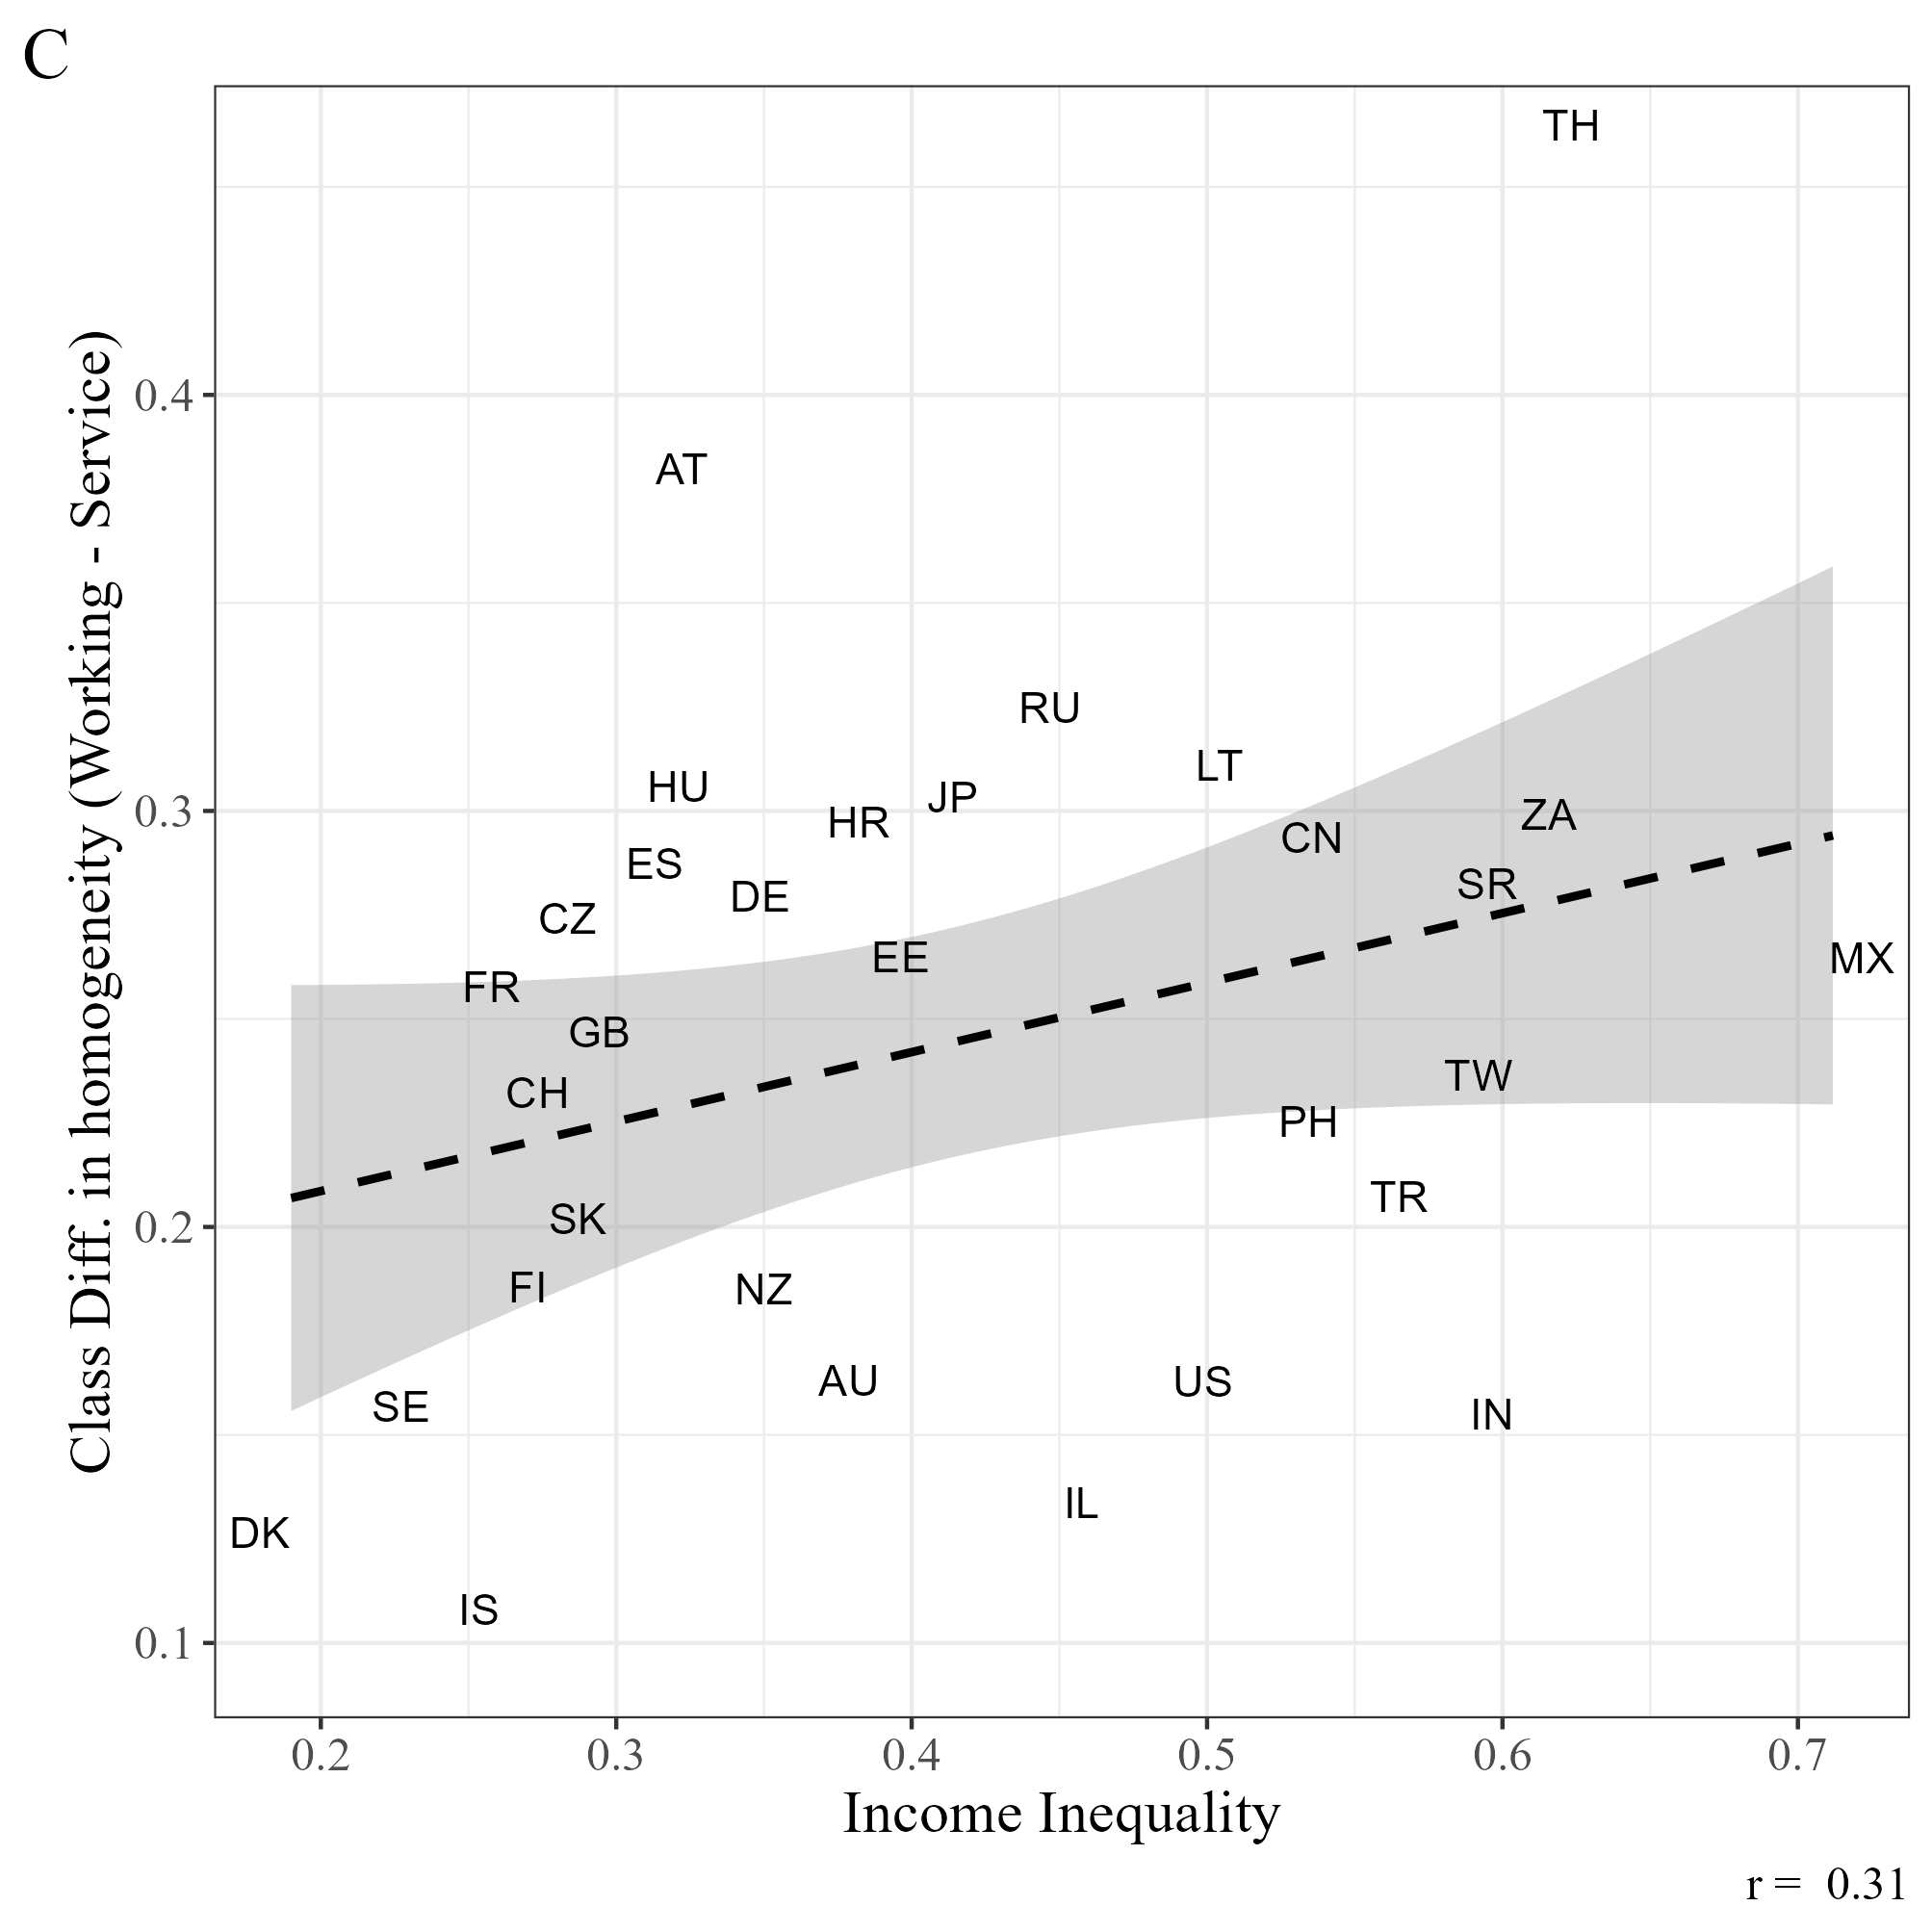 C
TH
0.4
AT
RU
LT
HU
JP
0.3
HR
ZA
CN
ES
SR
DE
CZ
EE
MX
FR
GB
TW
CH
PH
TR
SK
0.2
FI
NZ
AU
US
SE
IN
IL
DK
IS
0.1
Class Diff. in homogeneity (Working - Service)
0.2 0.3 0.4 0.5 0.6 0.7
Income Inequality
r = 0.31